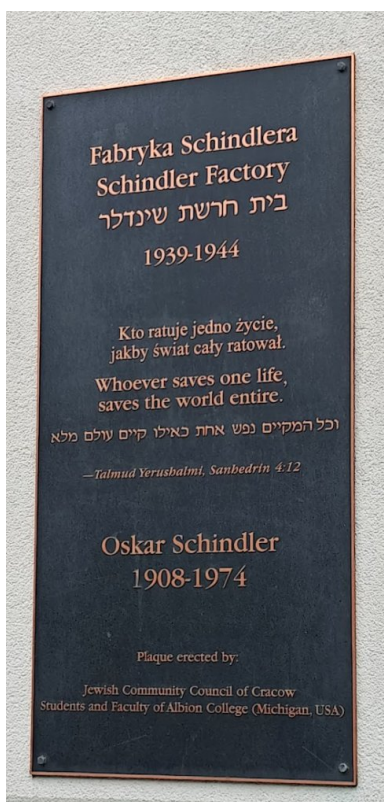 Fabryka Schindlera
Schindler Factory
בית חרשת שינדלר
1939-1944
Kto ratuje jedno życie,
jakby świat cały ratował.
Whoever saves one life,
saves the world entire.
וכל המקיים נפש אחת כאילו קיים עולם מלא
—Talmud Yerushalmi, Sanhedrin 4:12
Oskar Schindler
1908-1974
Plaque erected by:
Jewish Community Council of Cracow
Students and Faculty of Albion College (Michigan, USA)